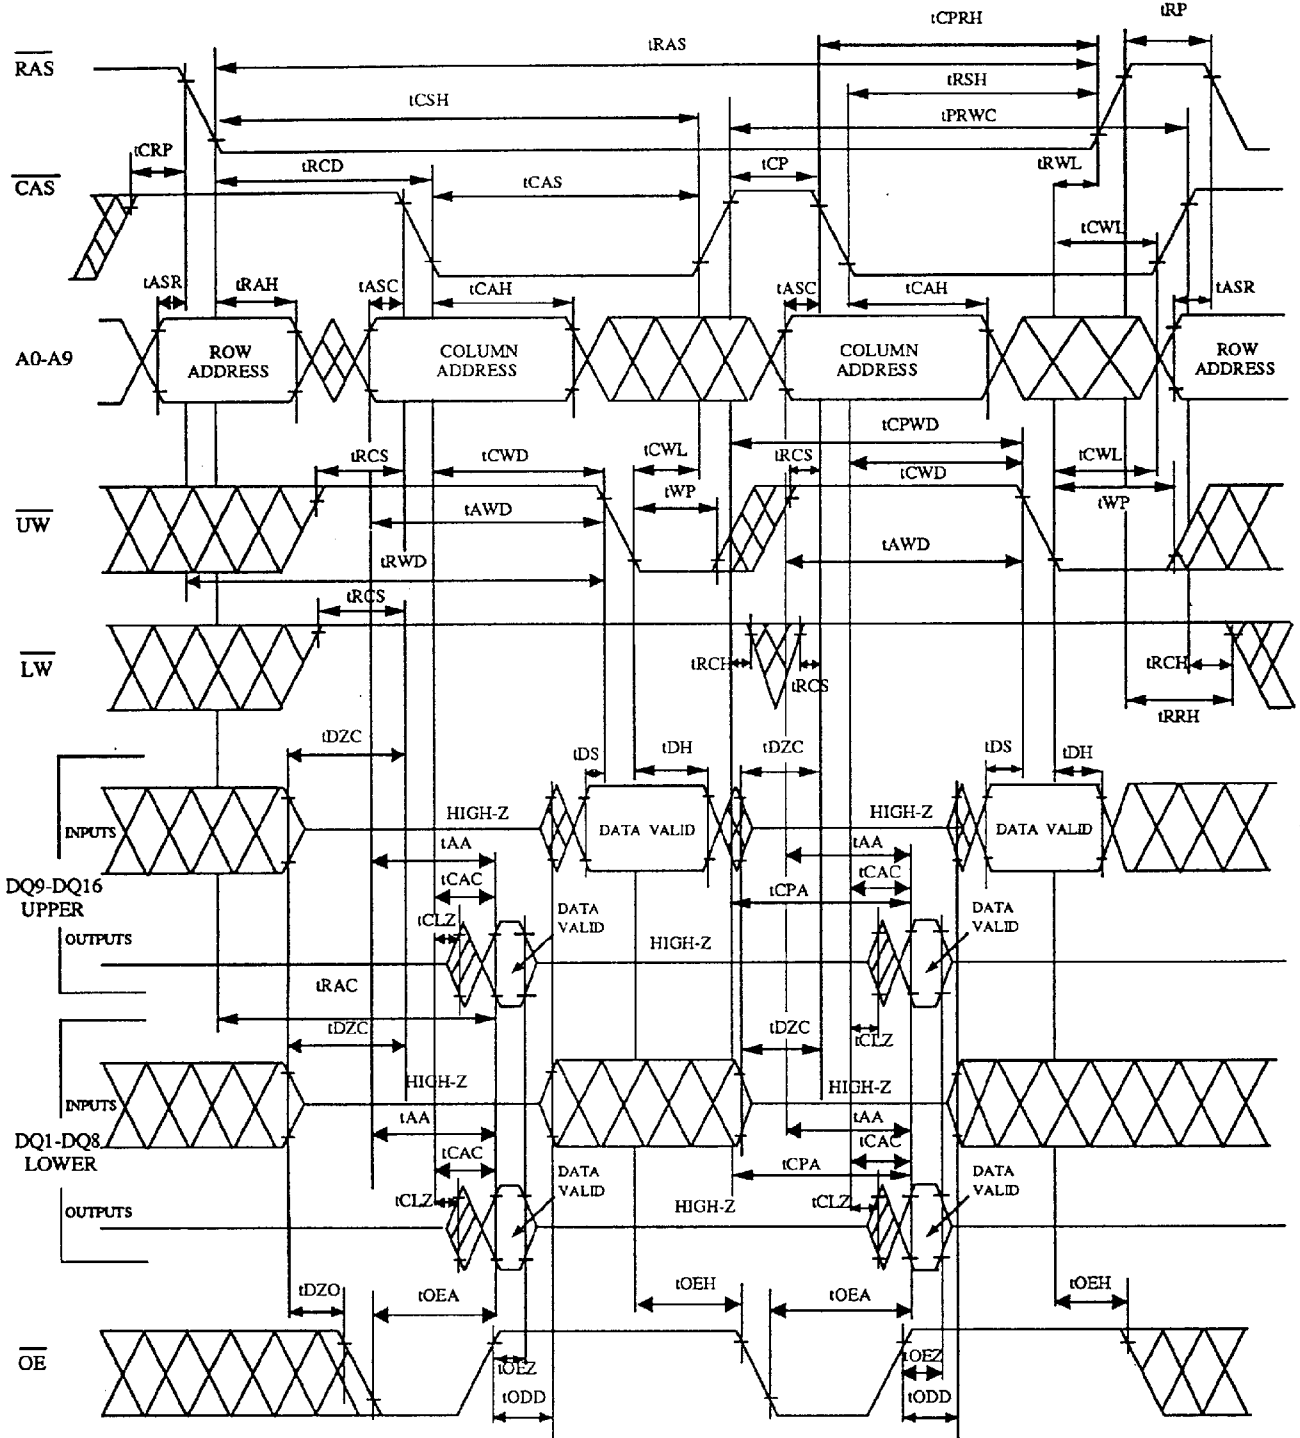 tCPRH tRP
RAS tRAS
tRSH
tCSH tPRWC
tCRP tRCD tCP tRWL
CAS tCAS
tCWL
tASR tRAH tASC tCAH tASC tCAH tASR
A0-A9 ROW ADDRESS COLUMN ADDRESS COLUMN ADDRESS ROW ADDRESS
tCPWD
tRCS tCWD tCWL tRCS tCWD tCWL
UW tAWD tWP tAWD tWP
tRWD
tRCS
LW tRCH tRCS tRCH
tRRH
tDZC tDS tDH tDZC tDS tDH
INPUTS HIGH-Z DATA VALID HIGH-Z DATA VALID
tAA tAA
tCAC tCAC
DQ9-DQ16 tCPA
UPPER tCLZ DATA VALID DATA VALID
OUTPUTS HIGH-Z
tRAC
tDZC tDZC tCLZ
INPUTS HIGH-Z HIGH-Z
tAA tAA
DQ1-DQ8 tCAC tCAC
LOWER tCPA
tCLZ DATA VALID tCLZ DATA VALID
OUTPUTS HIGH-Z
tDZO tOEA tOEH tOEA tOEH
OE tOEZ tOEZ
tODD tODD